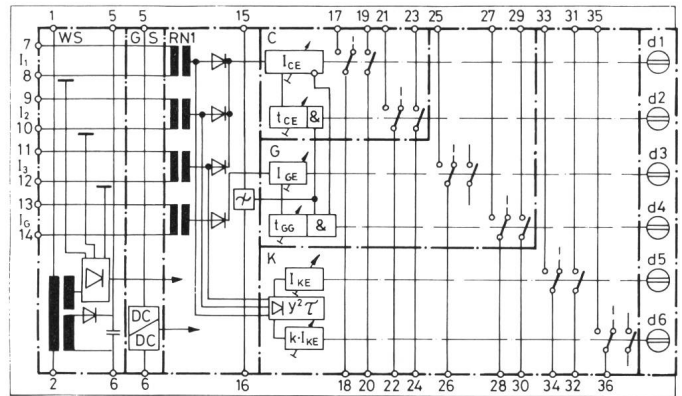 1 5 5 15 17 19 21 23 25 27 29 33 31 35
WS G S RN1 C
7 I1 8
9 I2 10
11 I3 12
13 IG 14
ICE
tCE &
G
IGE
tGG &
K
IKE
y²τ
k·IKE
DC
DC
d1
d2
d3
d4
d5
d6
2 6 6 16 18 20 22 24 26 28 30 34 32 36